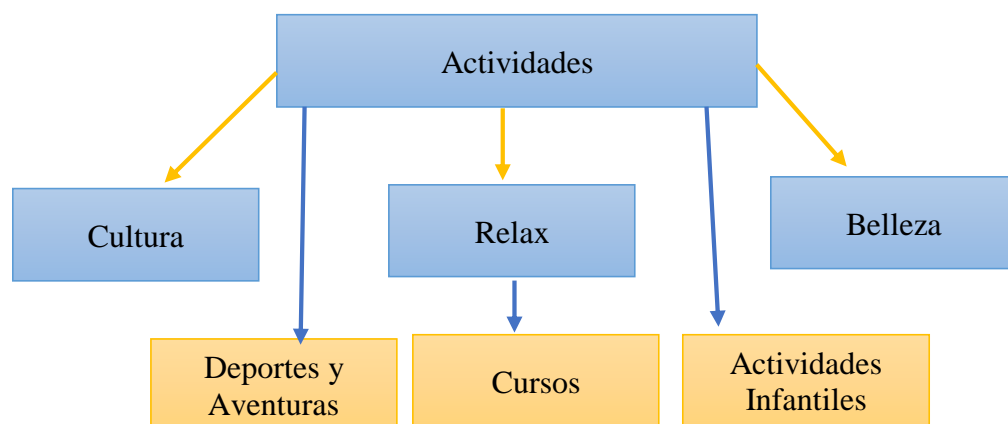 Actividades
Cultura
Relax
Belleza
Deportes y
Aventuras
Cursos
Actividades
Infantiles